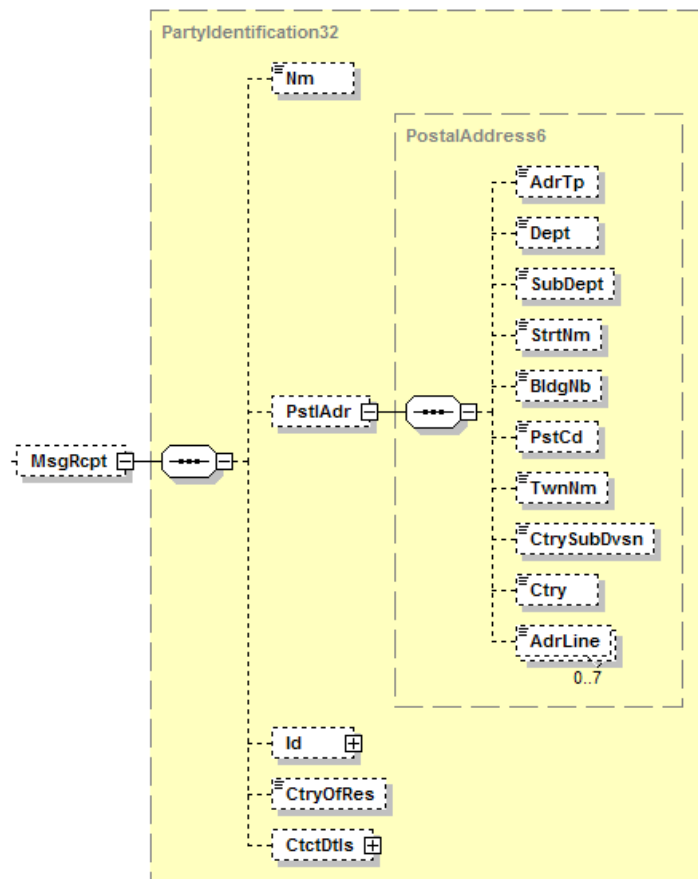 PartyIdentification32
Nm
PostalAddress6
AdrTp
Dept
SubDept
StrtNm
BldgNb
PstlAdr
PstCd
MsgRcpt
TwnNm
CtrySubDvsn
Ctry
AdrLine
0..7
Id
CtryOfRes
CtctDtls